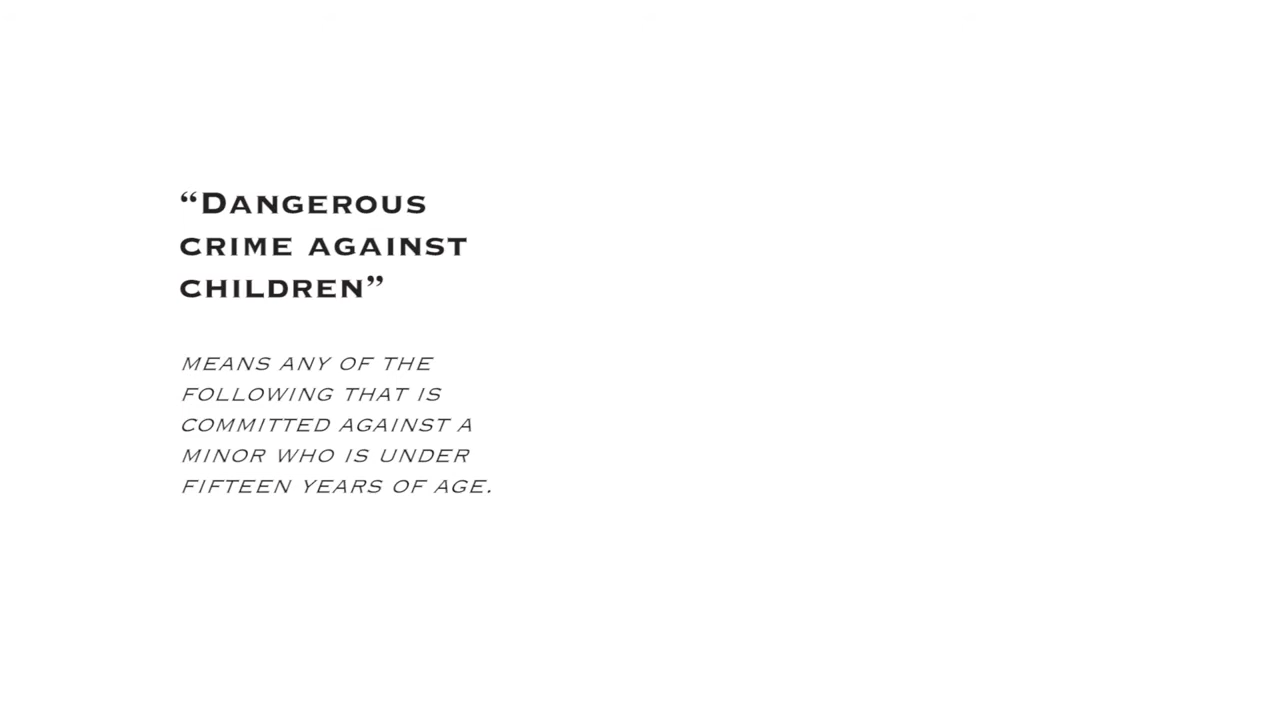 “Dangerous
crime against
children”
means any of the
following that is
committed against a
minor who is under
fifteen years of age.